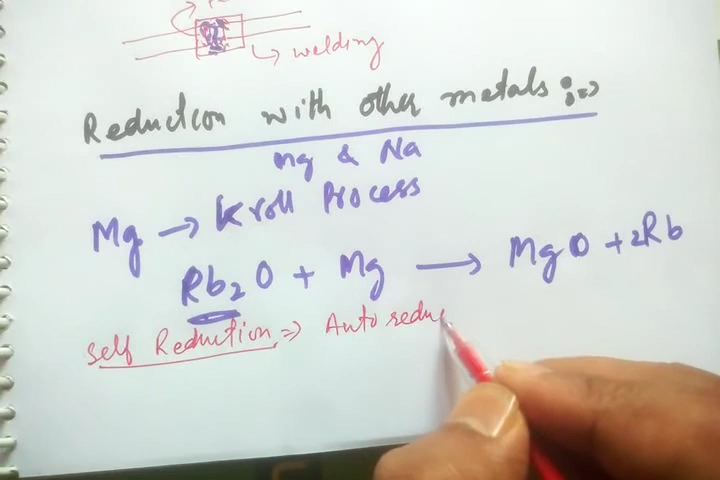 ↳ welding
Reduction with other metals :⇒
Mg & Na
Mg → Kroll Process
Rb₂O + Mg → MgO + 2Rb
Self Reduction ⇒ Auto redu